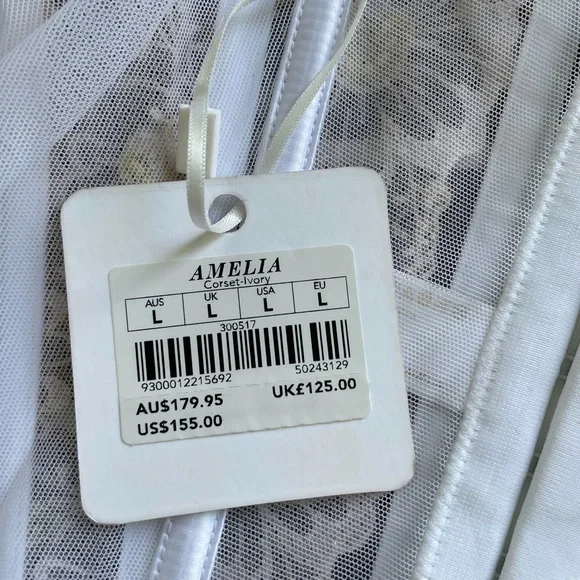 AMELIA
Corset-Ivory
AUS UK USA EU
L L L L
300517
9300012215692 50243129
AU$179.95 UK£125.00
US$155.00